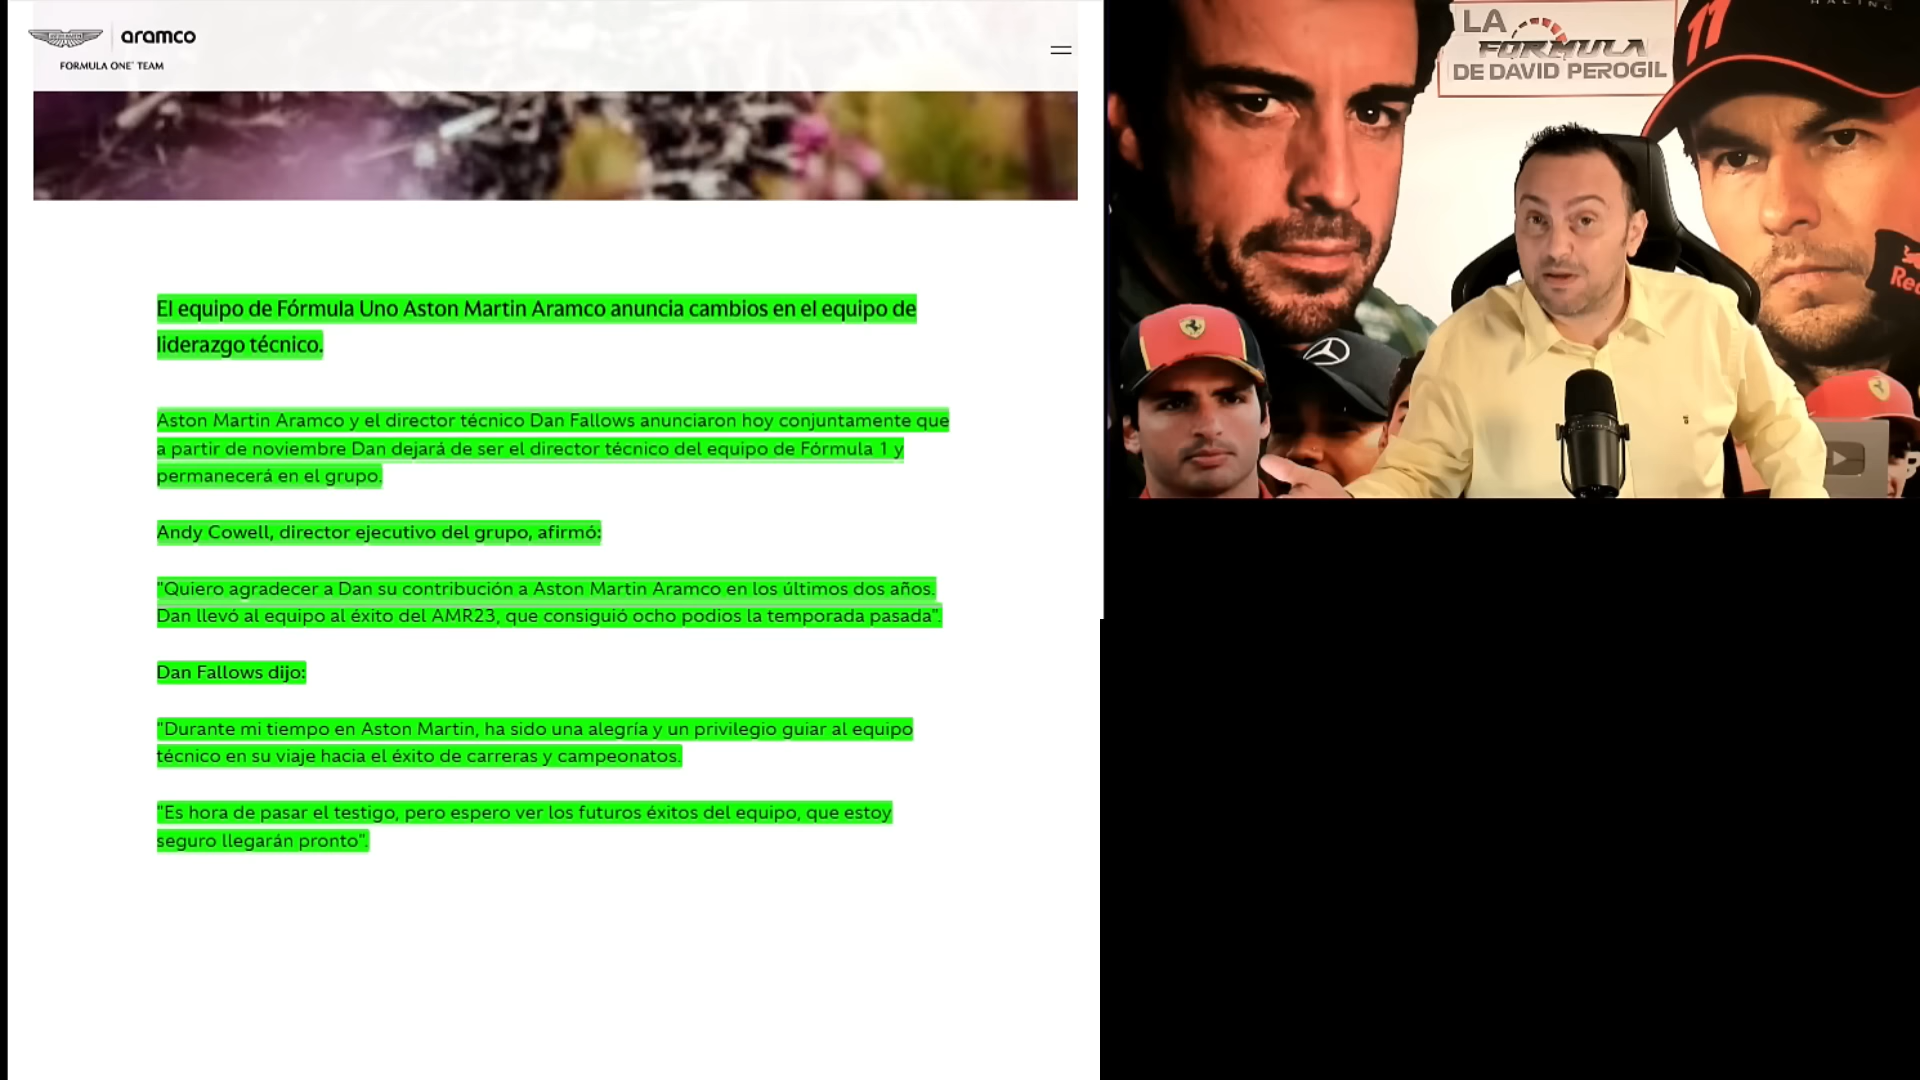 aramco
FORMULA ONE™ TEAM
El equipo de Fórmula Uno Aston Martin Aramco anuncia cambios en el equipo de
liderazgo técnico.
Aston Martin Aramco y el director técnico Dan Fallows anunciaron hoy conjuntamente que
a partir de noviembre Dan dejará de ser el director técnico del equipo de Fórmula 1 y
permanecerá en el grupo.
Andy Cowell, director ejecutivo del grupo, afirmó:
"Quiero agradecer a Dan su contribución a Aston Martin Aramco en los últimos dos años.
Dan llevó al equipo al éxito del AMR23, que consiguió ocho podios la temporada pasada".
Dan Fallows dijo:
"Durante mi tiempo en Aston Martin, ha sido una alegría y un privilegio guiar al equipo
técnico en su viaje hacia el éxito de carreras y campeonatos.
"Es hora de pasar el testigo, pero espero ver los futuros éxitos del equipo, que estoy
seguro llegarán pronto".
LA
FORMULA
DE DAVID PEROGIL
11
RACING
Red